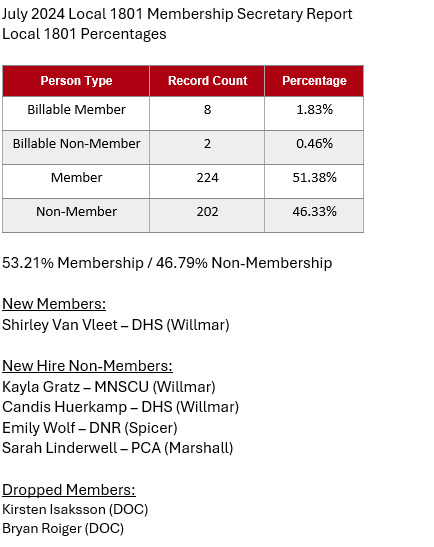 July 2024 Local 1801 Membership Secretary Report
Local 1801 Percentages
Person Type Record Count Percentage
Billable Member 8 1.83%
Billable Non-Member 2 0.46%
Member 224 51.38%
Non-Member 202 46.33%
53.21% Membership / 46.79% Non-Membership
New Members:
Shirley Van Vleet – DHS (Willmar)
New Hire Non-Members:
Kayla Gratz – MNSCU (Willmar)
Candis Huerkamp – DHS (Willmar)
Emily Wolf – DNR (Spicer)
Sarah Linderwell – PCA (Marshall)
Dropped Members:
Kirsten Isaksson (DOC)
Bryan Roiger (DOC)